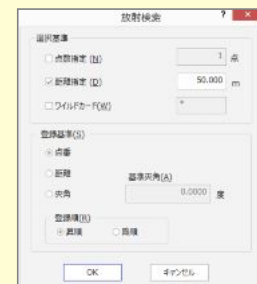 放射検索 ? ×
選択基準
点数指定 (N) 1 点
距離指定 (D) 50.000 m
ワイルドカード(W) *
登録基準(S)
点番
距離 基準夾角(A)
夾角 0.0000 度
登録順(R)
昇順 降順
OK キャンセル